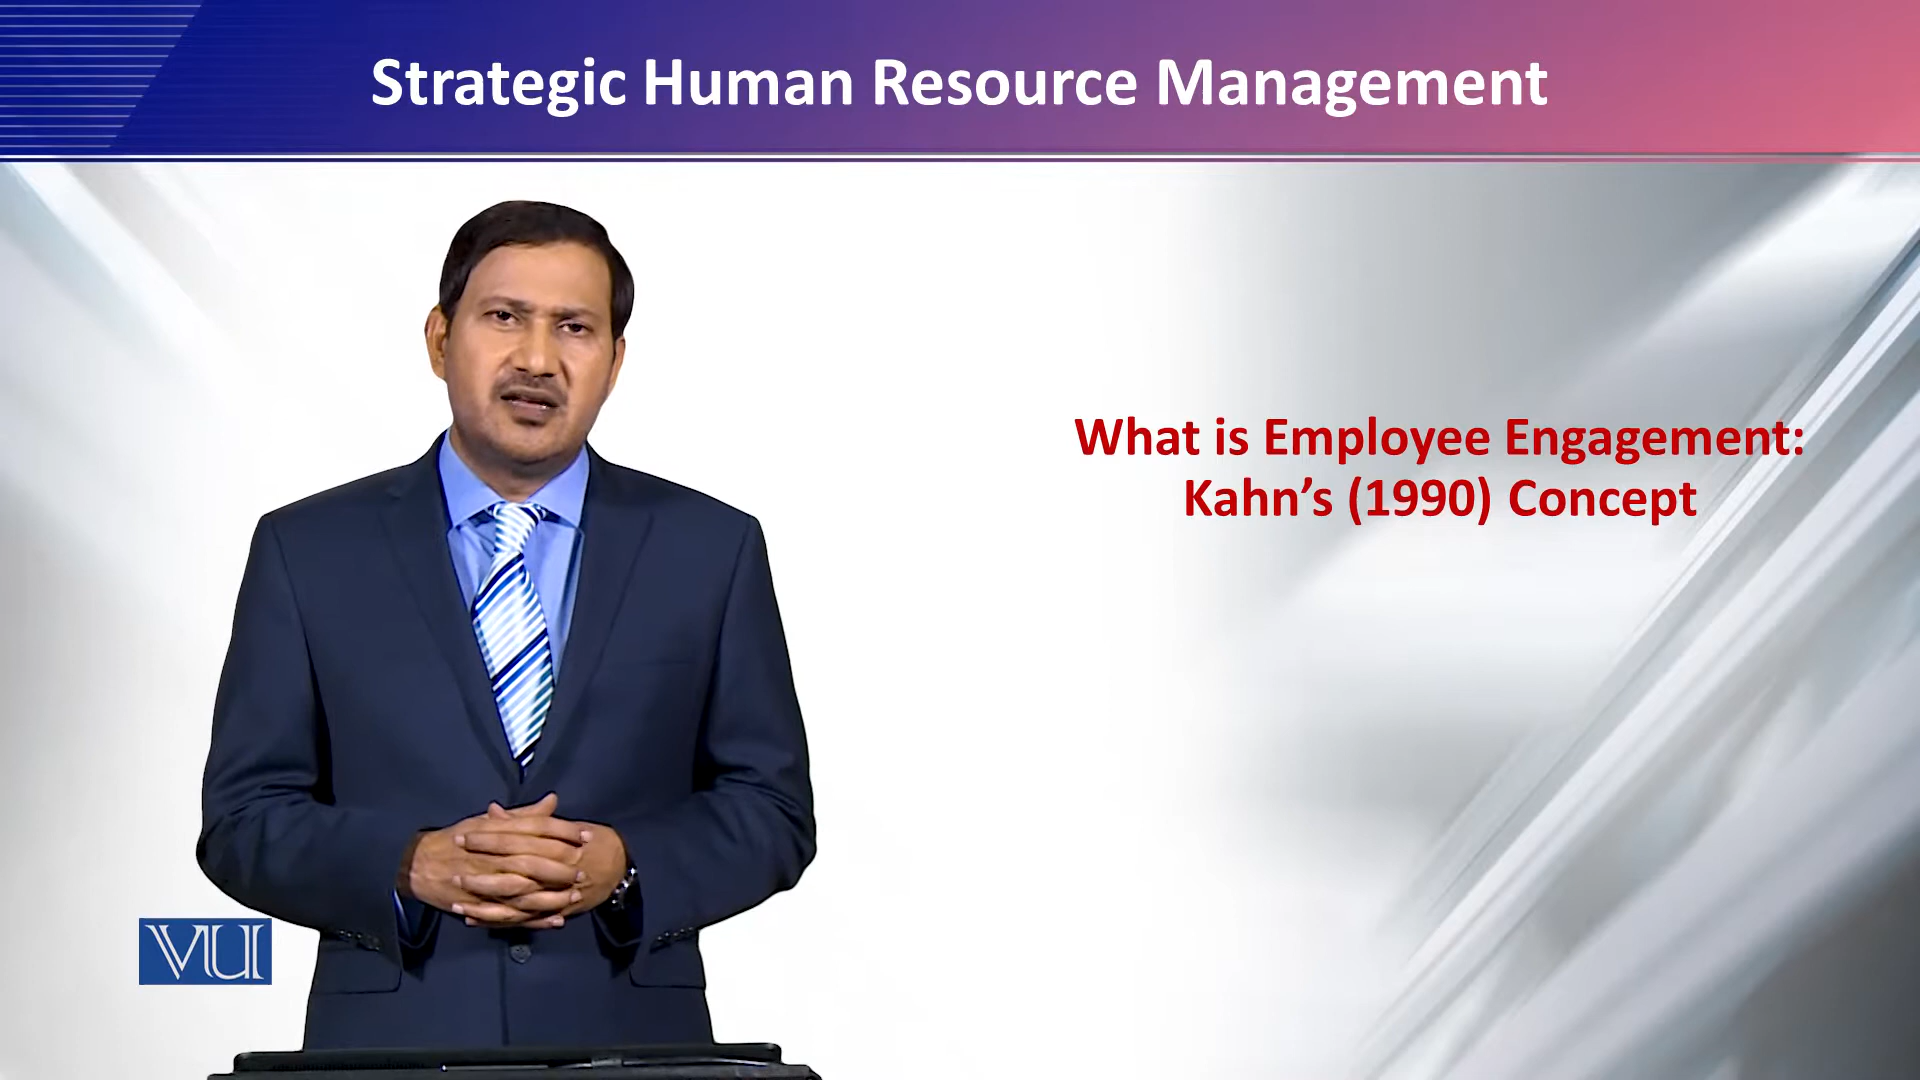 Strategic Human Resource Management
What is Employee Engagement:
Kahn’s (1990) Concept
VU